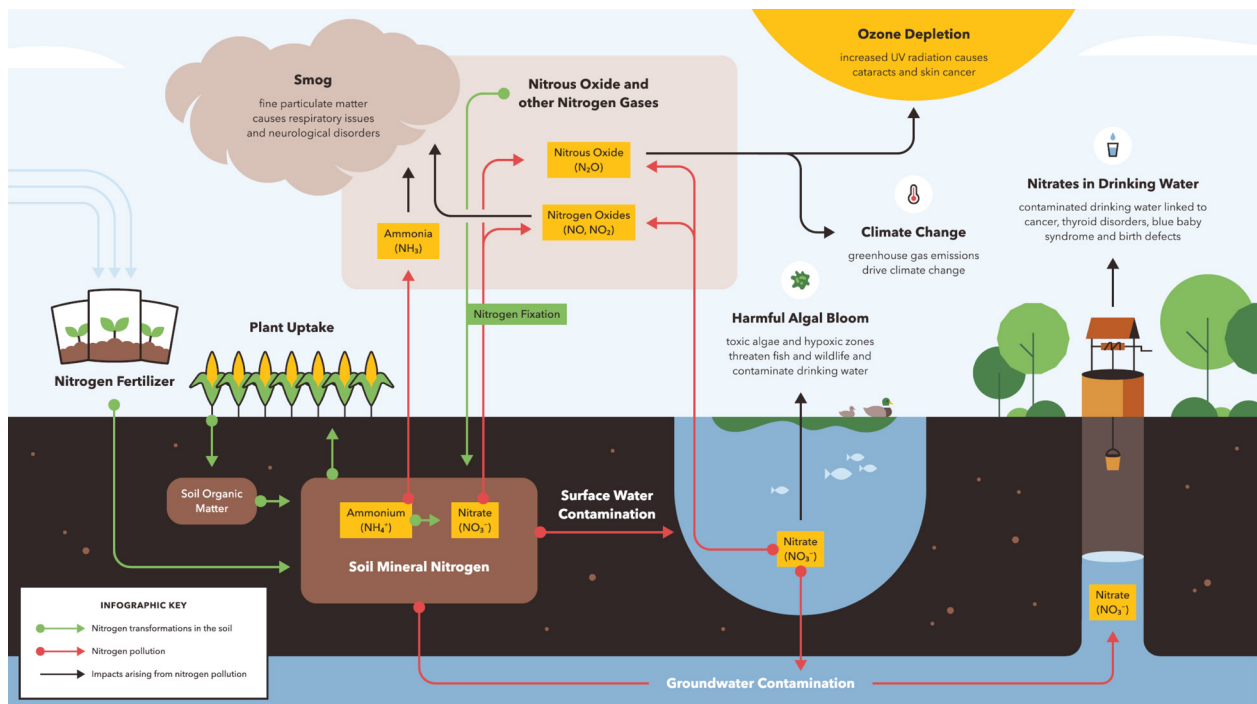 Ozone Depletion
increased UV radiation causes
cataracts and skin cancer
Smog
fine particulate matter
causes respiratory issues
and neurological disorders
Nitrous Oxide and
other Nitrogen Gases
Nitrous Oxide
(N₂O)
Nitrogen Oxides
(NO, NO₂)
Ammonia
(NH₃)
Climate Change
greenhouse gas emissions
drive climate change
Nitrates in Drinking Water
contaminated drinking water linked to
cancer, thyroid disorders, blue baby
syndrome and birth defects
Nitrogen Fixation
Harmful Algal Bloom
toxic algae and hypoxic zones
threaten fish and wildlife and
contaminate drinking water
Plant Uptake
Nitrogen Fertilizer
Soil Organic
Matter
Ammonium
(NH₄⁺)
Nitrate
(NO₃⁻)
Soil Mineral Nitrogen
Surface Water
Contamination
Nitrate
(NO₃⁻)
Nitrate
(NO₃⁻)
INFOGRAPHIC KEY
Nitrogen transformations in the soil
Nitrogen pollution
Impacts arising from nitrogen pollution
Groundwater Contamination